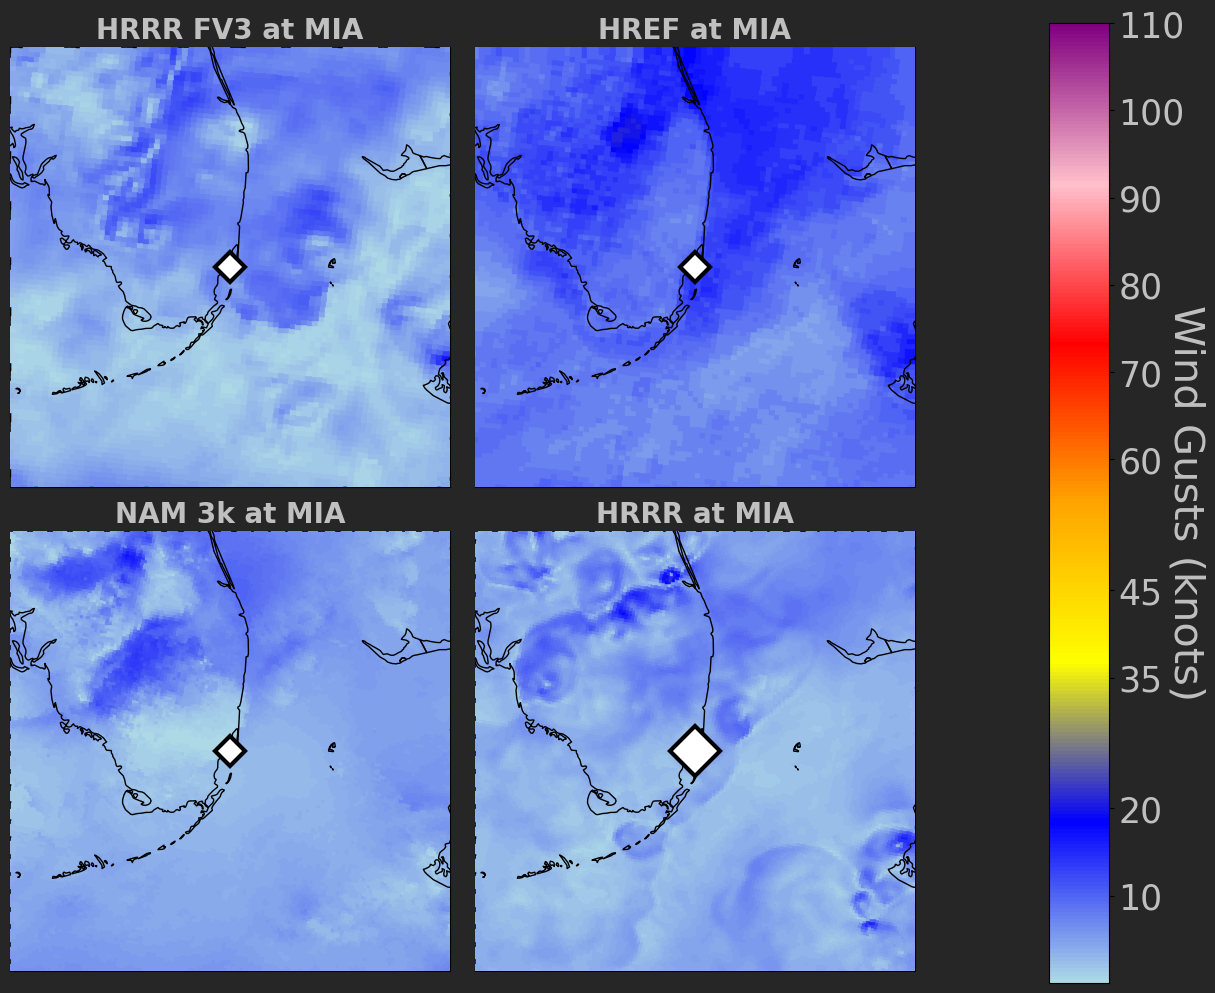 HRRR FV3 at MIA
HREF at MIA
NAM 3k at MIA
HRRR at MIA
110
100
90
80
70
60
45
35
20
10
Wind Gusts (knots)